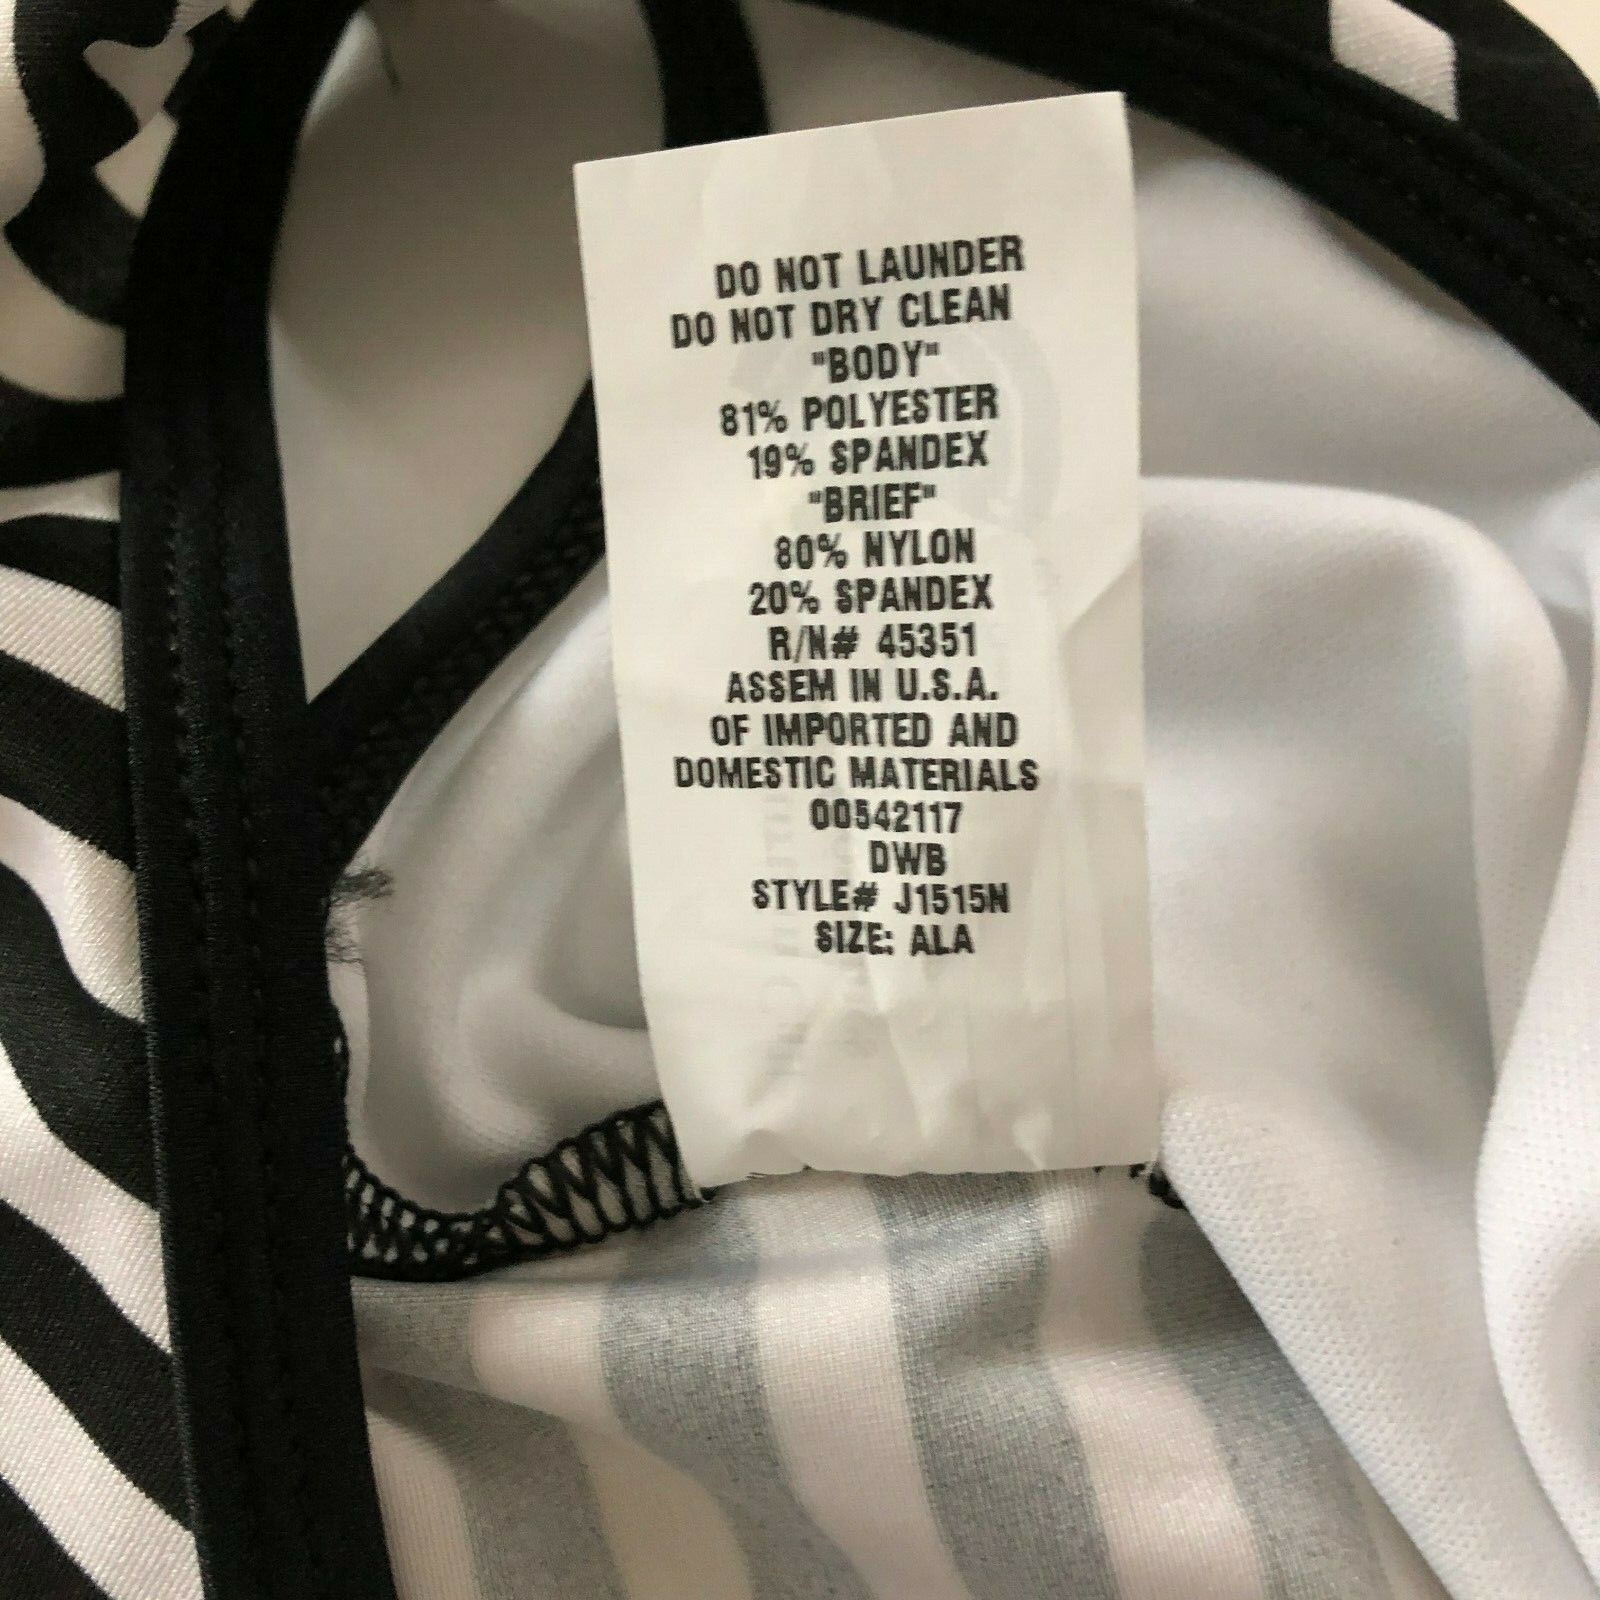 DO NOT LAUNDER
DO NOT DRY CLEAN
"BODY"
81% POLYESTER
19% SPANDEX
"BRIEF"
80% NYLON
20% SPANDEX
R/N# 45351
ASSEM IN U.S.A.
OF IMPORTED AND
DOMESTIC MATERIALS
00542117
DWB
STYLE# J1515N
SIZE: ALA